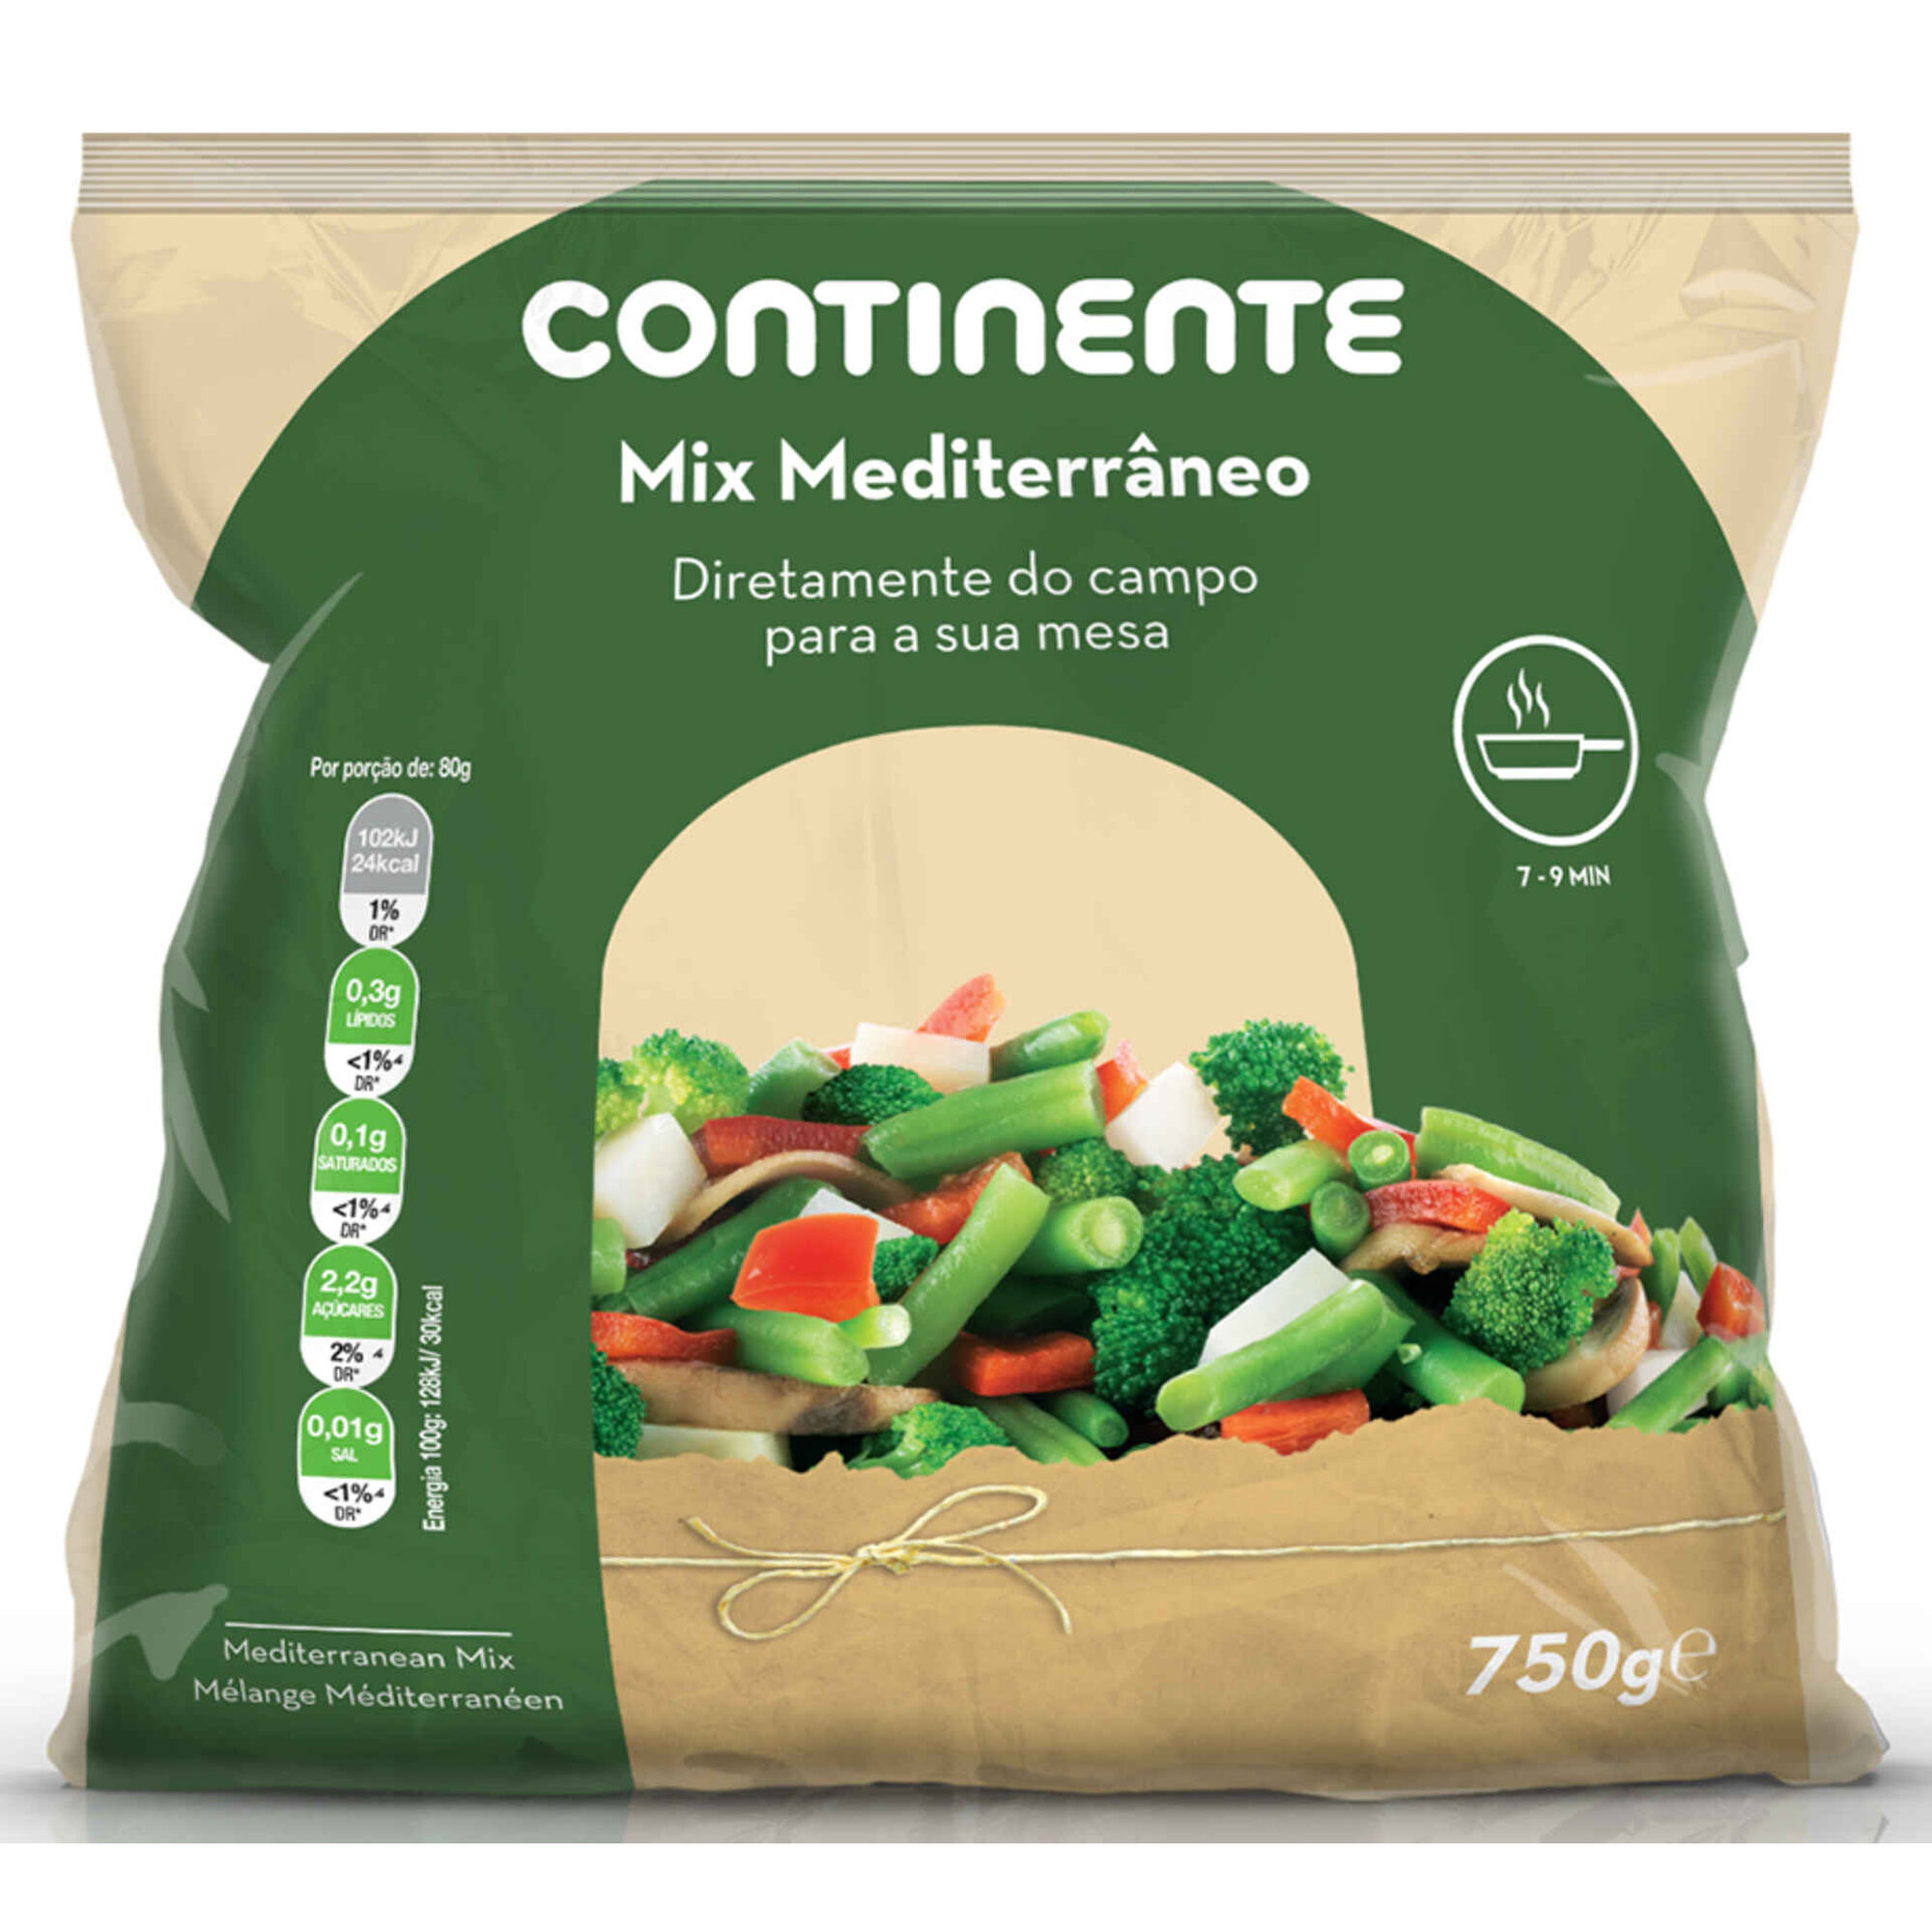 CONTINENTE
Mix Mediterrâneo
Diretamente do campo
para a sua mesa
7 - 9 MIN
Por porção de: 80g
102kJ
24kcal
1%
DR*
0,3g
LÍPIDOS
<1%
DR*
0,1g
SATURADOS
<1%
DR*
2,2g
AÇÚCARES
2%
DR*
0,01g
SAL
<1%
DR*
Energia 100g: 128kJ/ 30kcal
Mediterranean Mix
Mélange Méditerranéen
750g℮